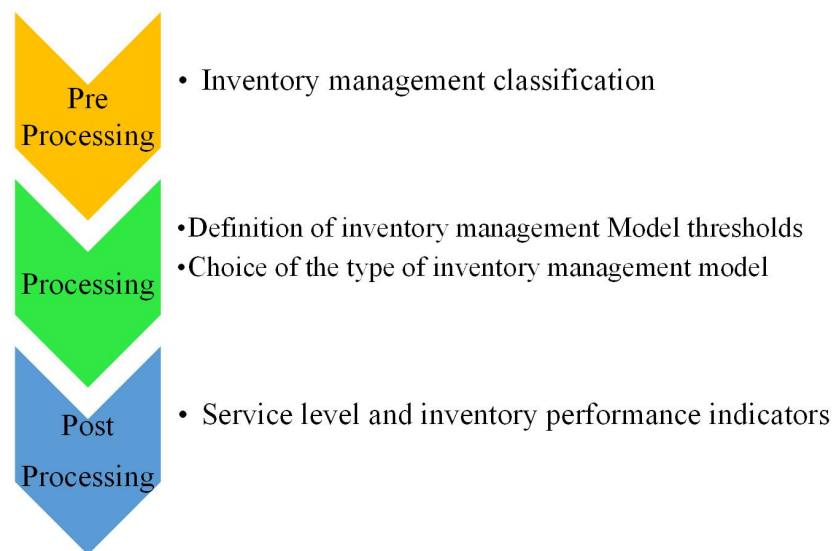 Pre
Processing
• Inventory management classification
Processing
•Definition of inventory management Model thresholds
•Choice of the type of inventory management model
Post
Processing
• Service level and inventory performance indicators